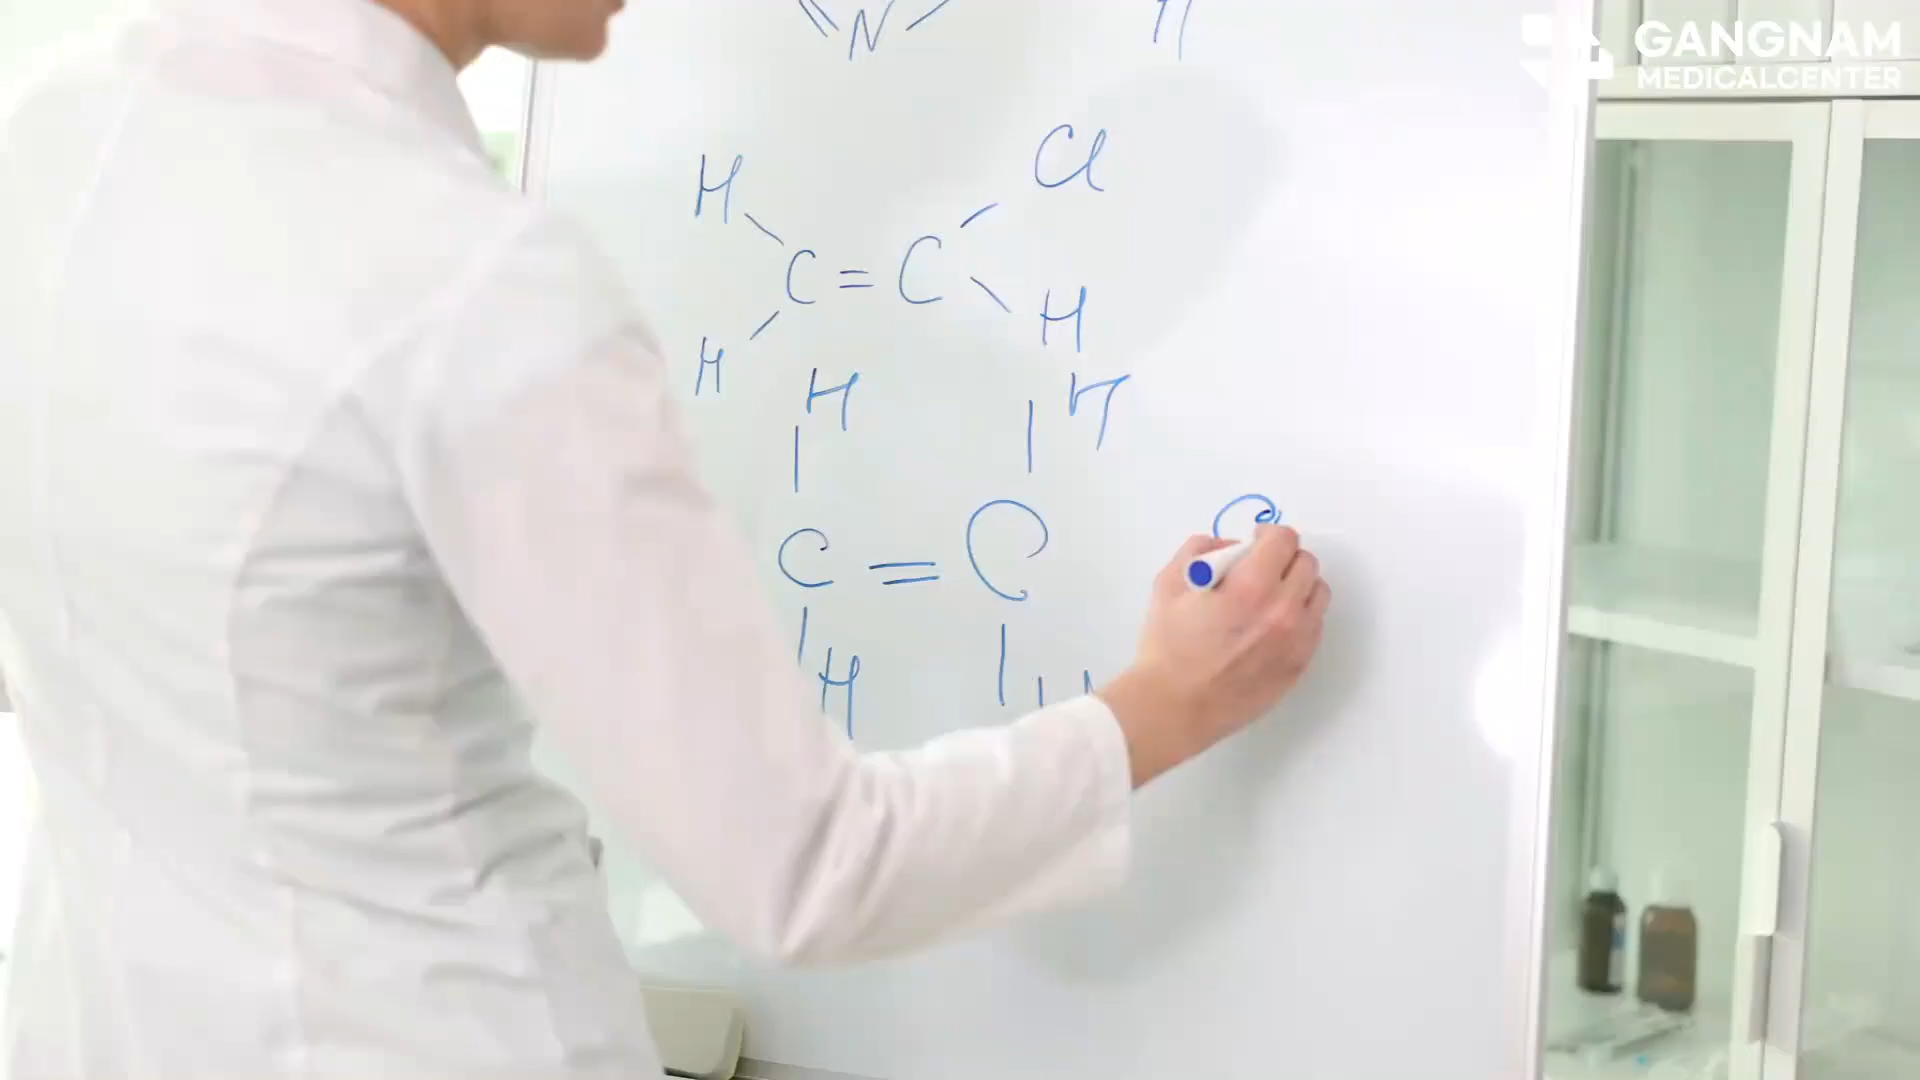 N
GANGNAM
MEDICALCENTER
Cl
H
C = C
H
H
H
H
C = C
C
H